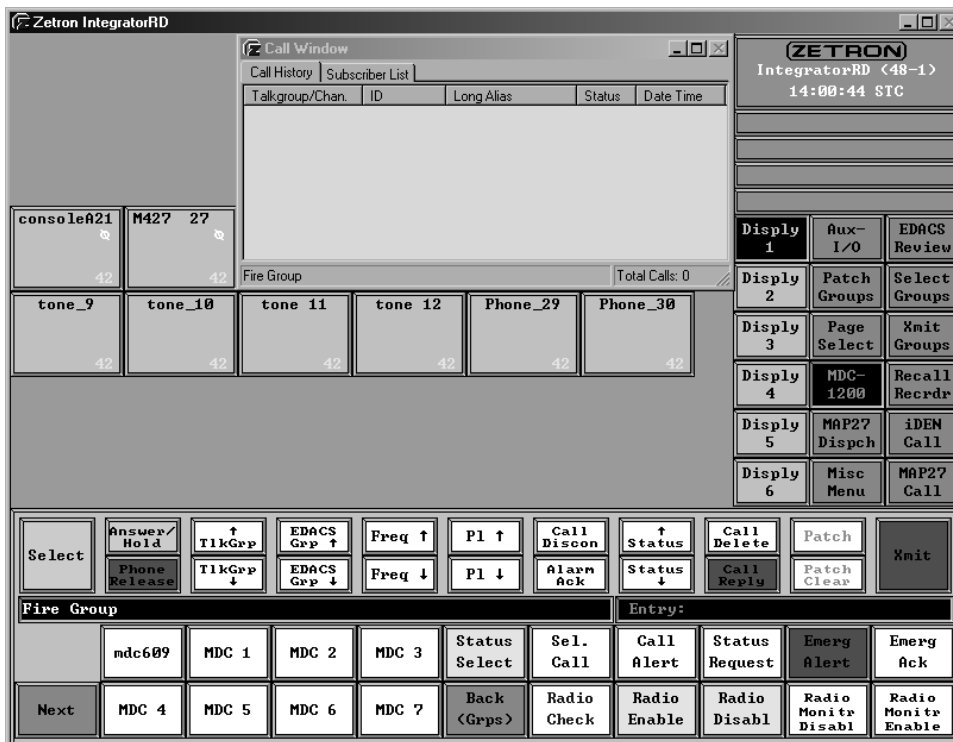 Zetron IntegratorRD
Call Window
Call History Subscriber List
Talkgroup/Chan. ID Long Alias Status Date Time
Fire Group Total Calls: 0
ZETRON
IntegratorRD (48-1)
14:00:44 STC
consoleA21 M427 27
42 42
tone_9 tone_10 tone 11 tone 12 Phone_29 Phone_30
42 42 42 42 42 42
Disply 1 Aux-I/O EDACS Review
Disply 2 Patch Groups Select Groups
Disply 3 Page Select Xmit Groups
Disply 4 MDC-1200 Recall Recrdr
Disply 5 MAP27 Dispch iDEN Call
Disply 6 Misc Menu MAP27 Call
Select Answer/Hold ↑ TlkGrp EDACS Grp ↑ Freq ↑ Pl ↑ Call Discon ↑ Status Call Delete Patch Xmit
Phone Release TlkGrp ↓ EDACS Grp ↓ Freq ↓ Pl ↓ Alarm Ack Status ↓ Call Reply Patch Clear
Fire Group Entry:
mdc609 MDC 1 MDC 2 MDC 3 Status Select Sel. Call Call Alert Status Request Emerg Alert Emerg Ack
Next MDC 4 MDC 5 MDC 6 MDC 7 Back (Grps) Radio Check Radio Enable Radio Disabl Radio Monitr Disabl Radio Monitr Enable